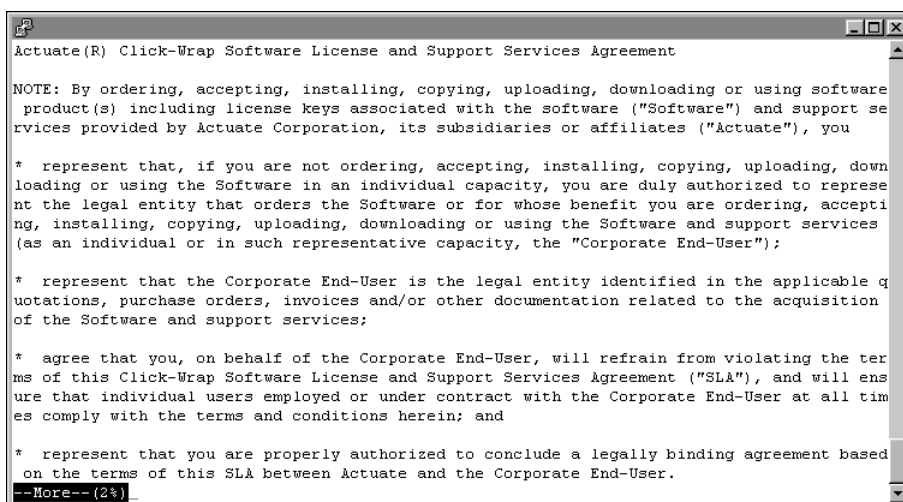 Actuate(R) Click-Wrap Software License and Support Services Agreement
NOTE: By ordering, accepting, installing, copying, uploading, downloading or using software
product(s) including license keys associated with the software ("Software") and support se
rvices provided by Actuate Corporation, its subsidiaries or affiliates ("Actuate"), you
*  represent that, if you are not ordering, accepting, installing, copying, uploading, down
loading or using the Software in an individual capacity, you are duly authorized to represe
nt the legal entity that orders the Software or for whose benefit you are ordering, accepti
ng, installing, copying, uploading, downloading or using the Software and support services
(as an individual or in such representative capacity, the "Corporate End-User");
*  represent that the Corporate End-User is the legal entity identified in the applicable q
uotations, purchase orders, invoices and/or other documentation related to the acquisition
of the Software and support services;
*  agree that you, on behalf of the Corporate End-User, will refrain from violating the ter
ms of this Click-Wrap Software License and Support Services Agreement ("SLA"), and will ens
ure that individual users employed or under contract with the Corporate End-User at all tim
es comply with the terms and conditions herein; and
*  represent that you are properly authorized to conclude a legally binding agreement based
on the terms of this SLA between Actuate and the Corporate End-User.
--More--(2%)